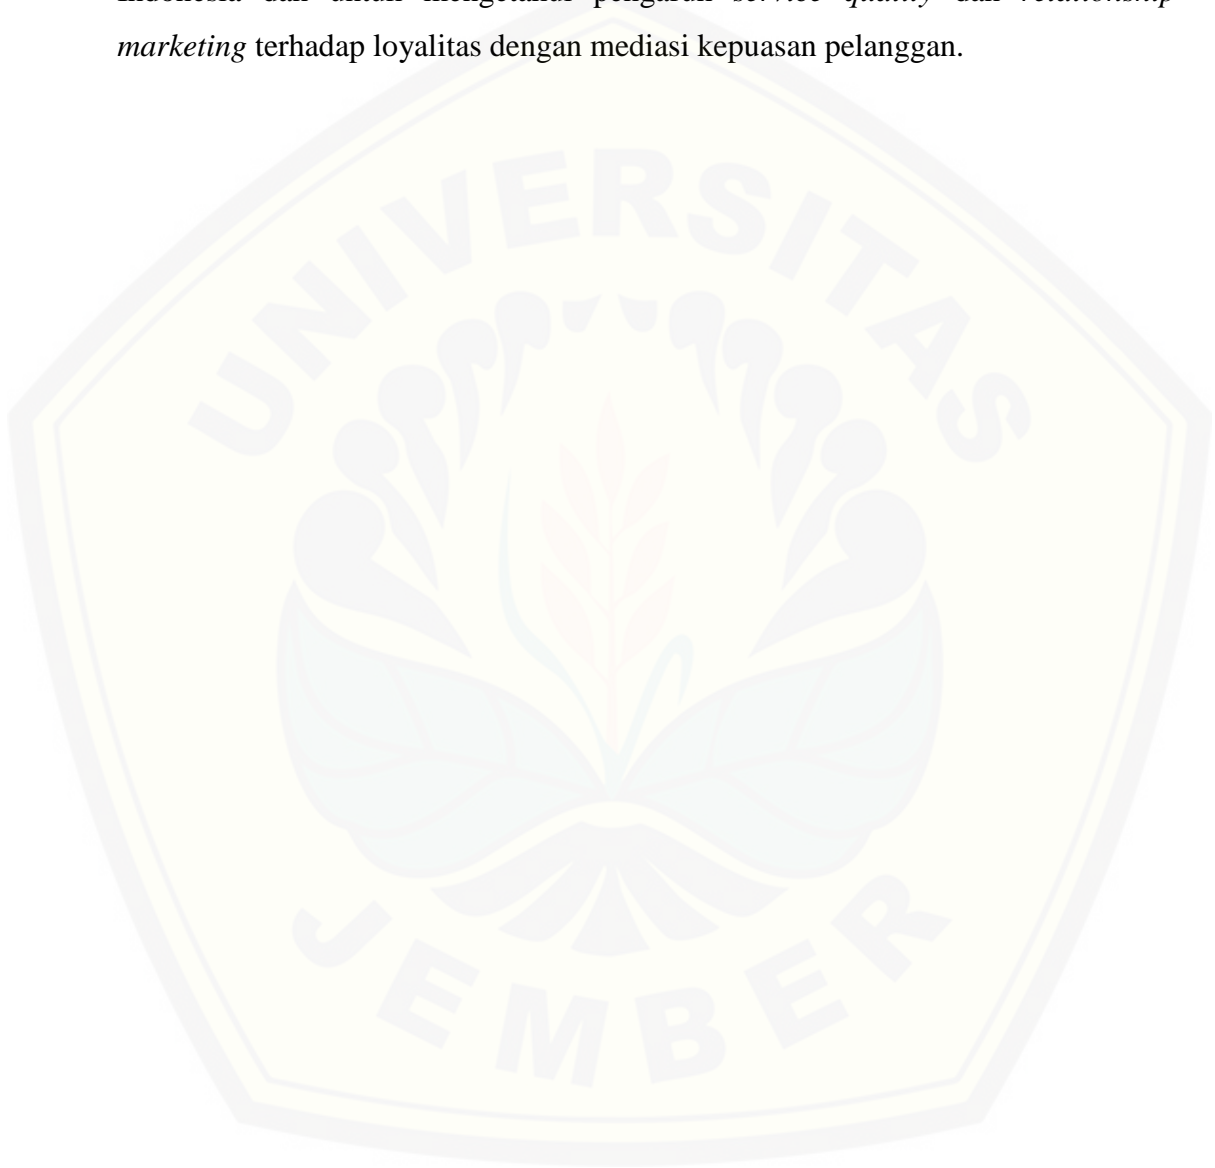 Indonesia dan untuk mengetahui pengaruh service quality dan relationship
marketing terhadap loyalitas dengan mediasi kepuasan pelanggan.
UNIVERSITAS
JEMBER